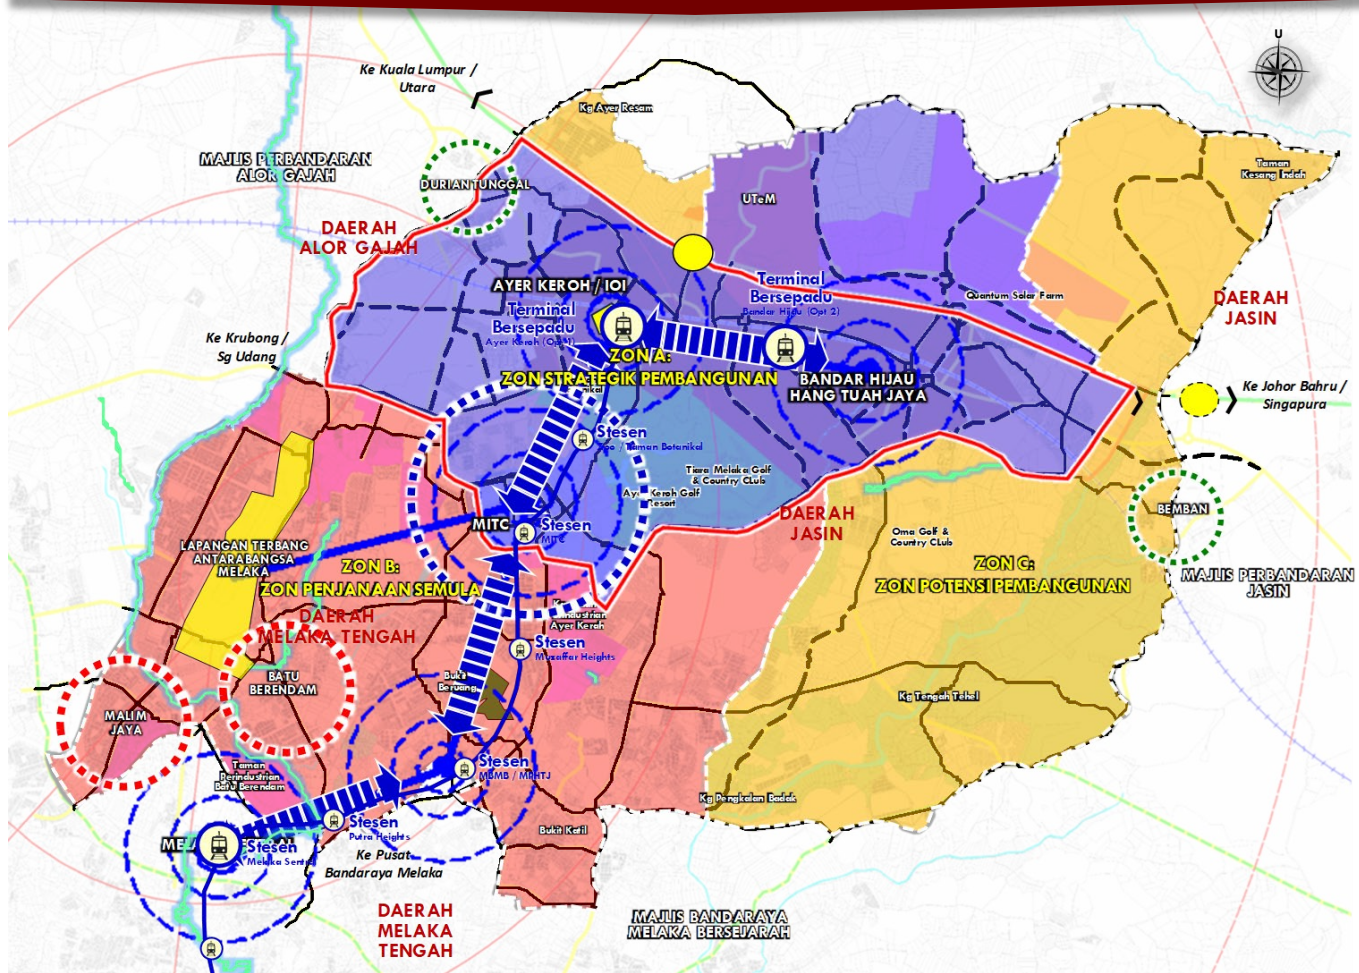 U
Ke Kuala Lumpur /
Utara
Kg Ayer Resam
MAJLIS PERBANDARAN
ALOR GAJAH
DURIAN TUNGGAL
Taman
Kesang Indah
UTeM
DAERAH
ALOR GAJAH
AYER KEROH / IOI
Terminal
Bersepadu
Bandar Hijau (Opt 2)
Quantum Solar Farm
DAERAH
JASIN
Terminal
Bersepadu
Ayer Keroh (Opt 1)
Ke Krubong /
Sg Udang
ZON A:
ZON STRATEGIK PEMBANGUNAN
BANDAR HIJAU
HANG TUAH JAYA
Ke Johor Bahru /
Singapura
Stesen
Zoo / Taman Botanikal
Tiara Melaka Golf
& Country CLub
Ayer Keroh Golf
Resort
MITC
Stesen
MITC
DAERAH
JASIN
BEMBAN
Oma Golf &
Country CLub
LAPANGAN TERBANG
ANTARABANGSA
MELAKA
ZON B:
ZON PENJANAAN SEMULA
ZON C:
ZON POTENSI PEMBANGUNAN
MAJLIS PERBANDARAN
JASIN
DAERAH
MELAKA TENGAH
Ayer Keroh
Stesen
Muzaffar Heights
BATU
BERENDAM
Bukit
Beruang
Kg Tengah Tehel
MALIM
JAYA
Taman
Perindustrian
Batu Berendam
Stesen
MBMB / MPHTJ
Kg Pengkalan Badak
Stesen
Putra Heights
Bukit Katil
Stesen
Melaka Sentral
Ke Pusat
Bandaraya Melaka
DAERAH
MELAKA
TENGAH
MAJLIS BANDARAYA
MELAKA BERSEJARAH